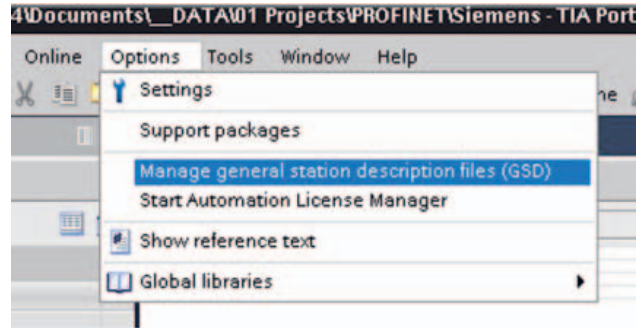 4\Documents\__DATA\01 Projects\PROFINET\Siemens - TIA Port
Online Options Tools Window Help
Settings
ne
Support packages
Manage general station description files (GSD)
Start Automation License Manager
Show reference text
Global libraries